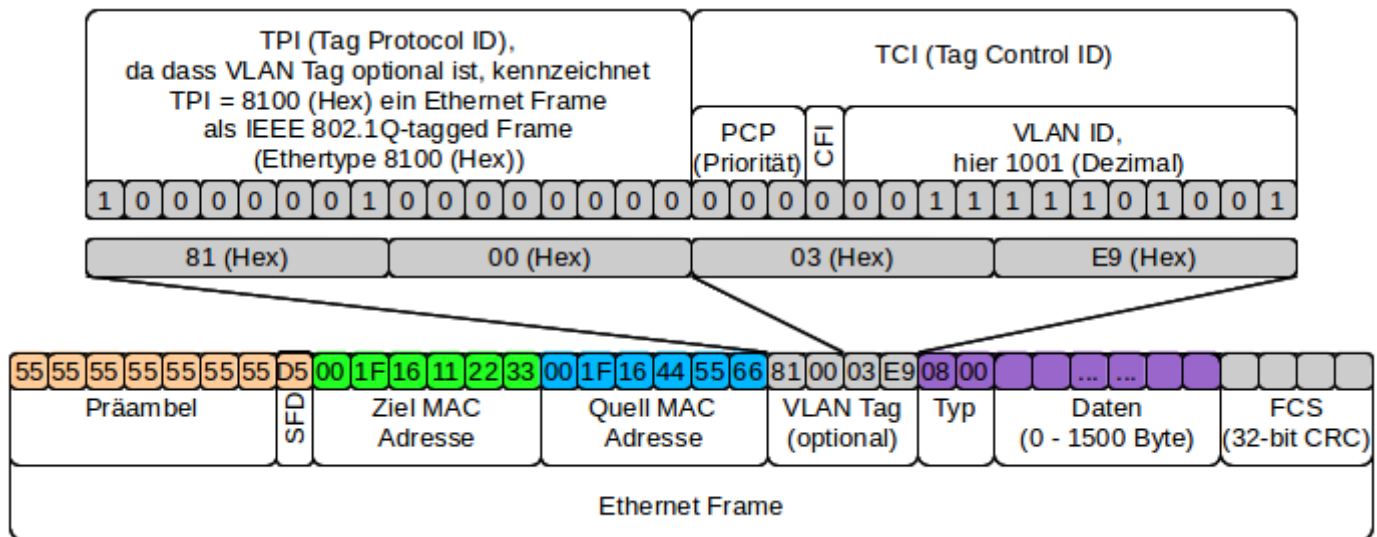 TPI (Tag Protocol ID),
da dass VLAN Tag optional ist, kennzeichnet
TPI = 8100 (Hex) ein Ethernet Frame
als IEEE 802.1Q-tagged Frame
(Ethertype 8100 (Hex))
TCI (Tag Control ID)
PCP
(Priorität)
CFI
VLAN ID,
hier 1001 (Dezimal)
1 0 0 0 0 0 0 1 0 0 0 0 0 0 0 0 0 0 0 0 0 0 1 1 1 1 1 0 1 0 0 1
81 (Hex) 00 (Hex) 03 (Hex) E9 (Hex)
55 55 55 55 55 55 55 D5 00 1F 16 11 22 33 00 1F 16 44 55 66 81 00 03 E9 08 00 ... ...
Präambel
SFD
Ziel MAC
Adresse
Quell MAC
Adresse
VLAN Tag
(optional)
Typ
Daten
(0 - 1500 Byte)
FCS
(32-bit CRC)
Ethernet Frame